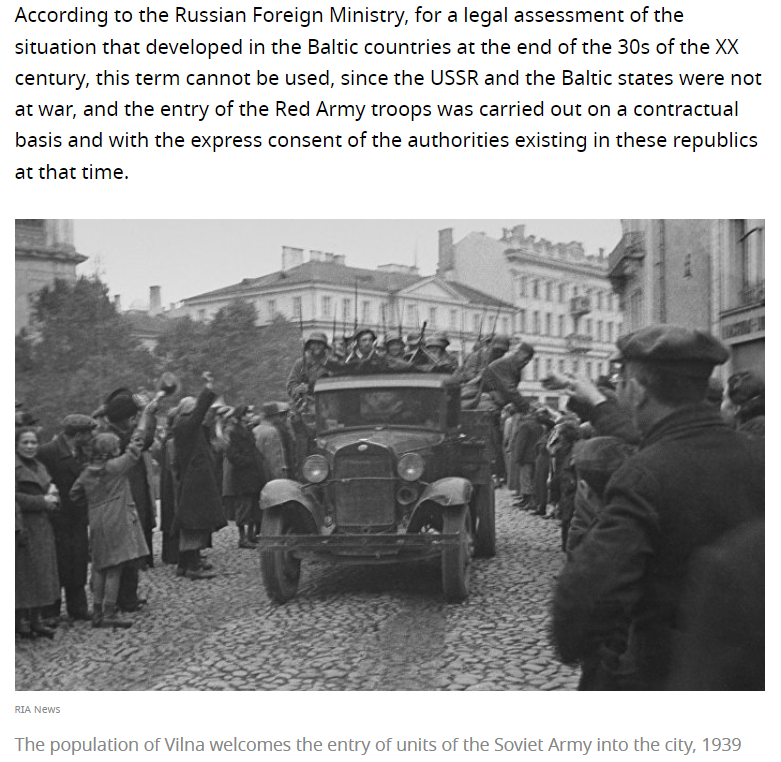 According to the Russian Foreign Ministry, for a legal assessment of the
situation that developed in the Baltic countries at the end of the 30s of the XX
century, this term cannot be used, since the USSR and the Baltic states were not
at war, and the entry of the Red Army troops was carried out on a contractual
basis and with the express consent of the authorities existing in these republics
at that time.
RIA News
The population of Vilna welcomes the entry of units of the Soviet Army into the city, 1939